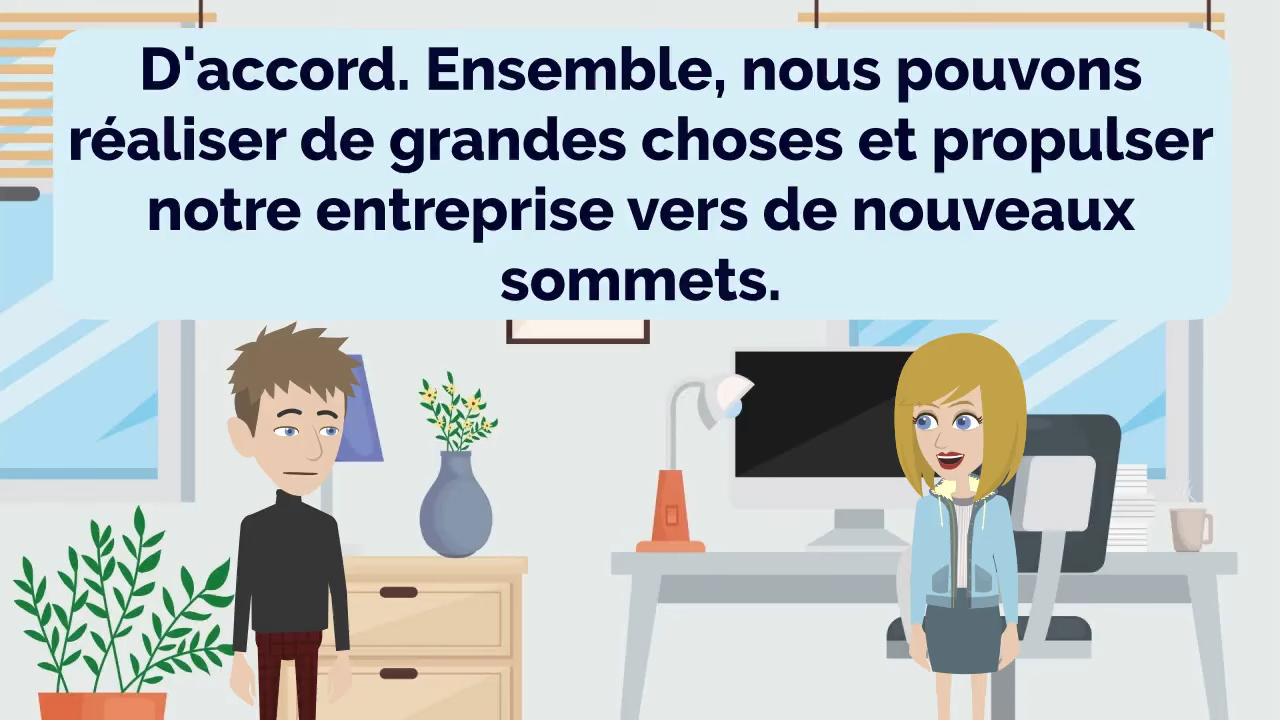 D'accord. Ensemble, nous pouvons
réaliser de grandes choses et propulser
notre entreprise vers de nouveaux
sommets.